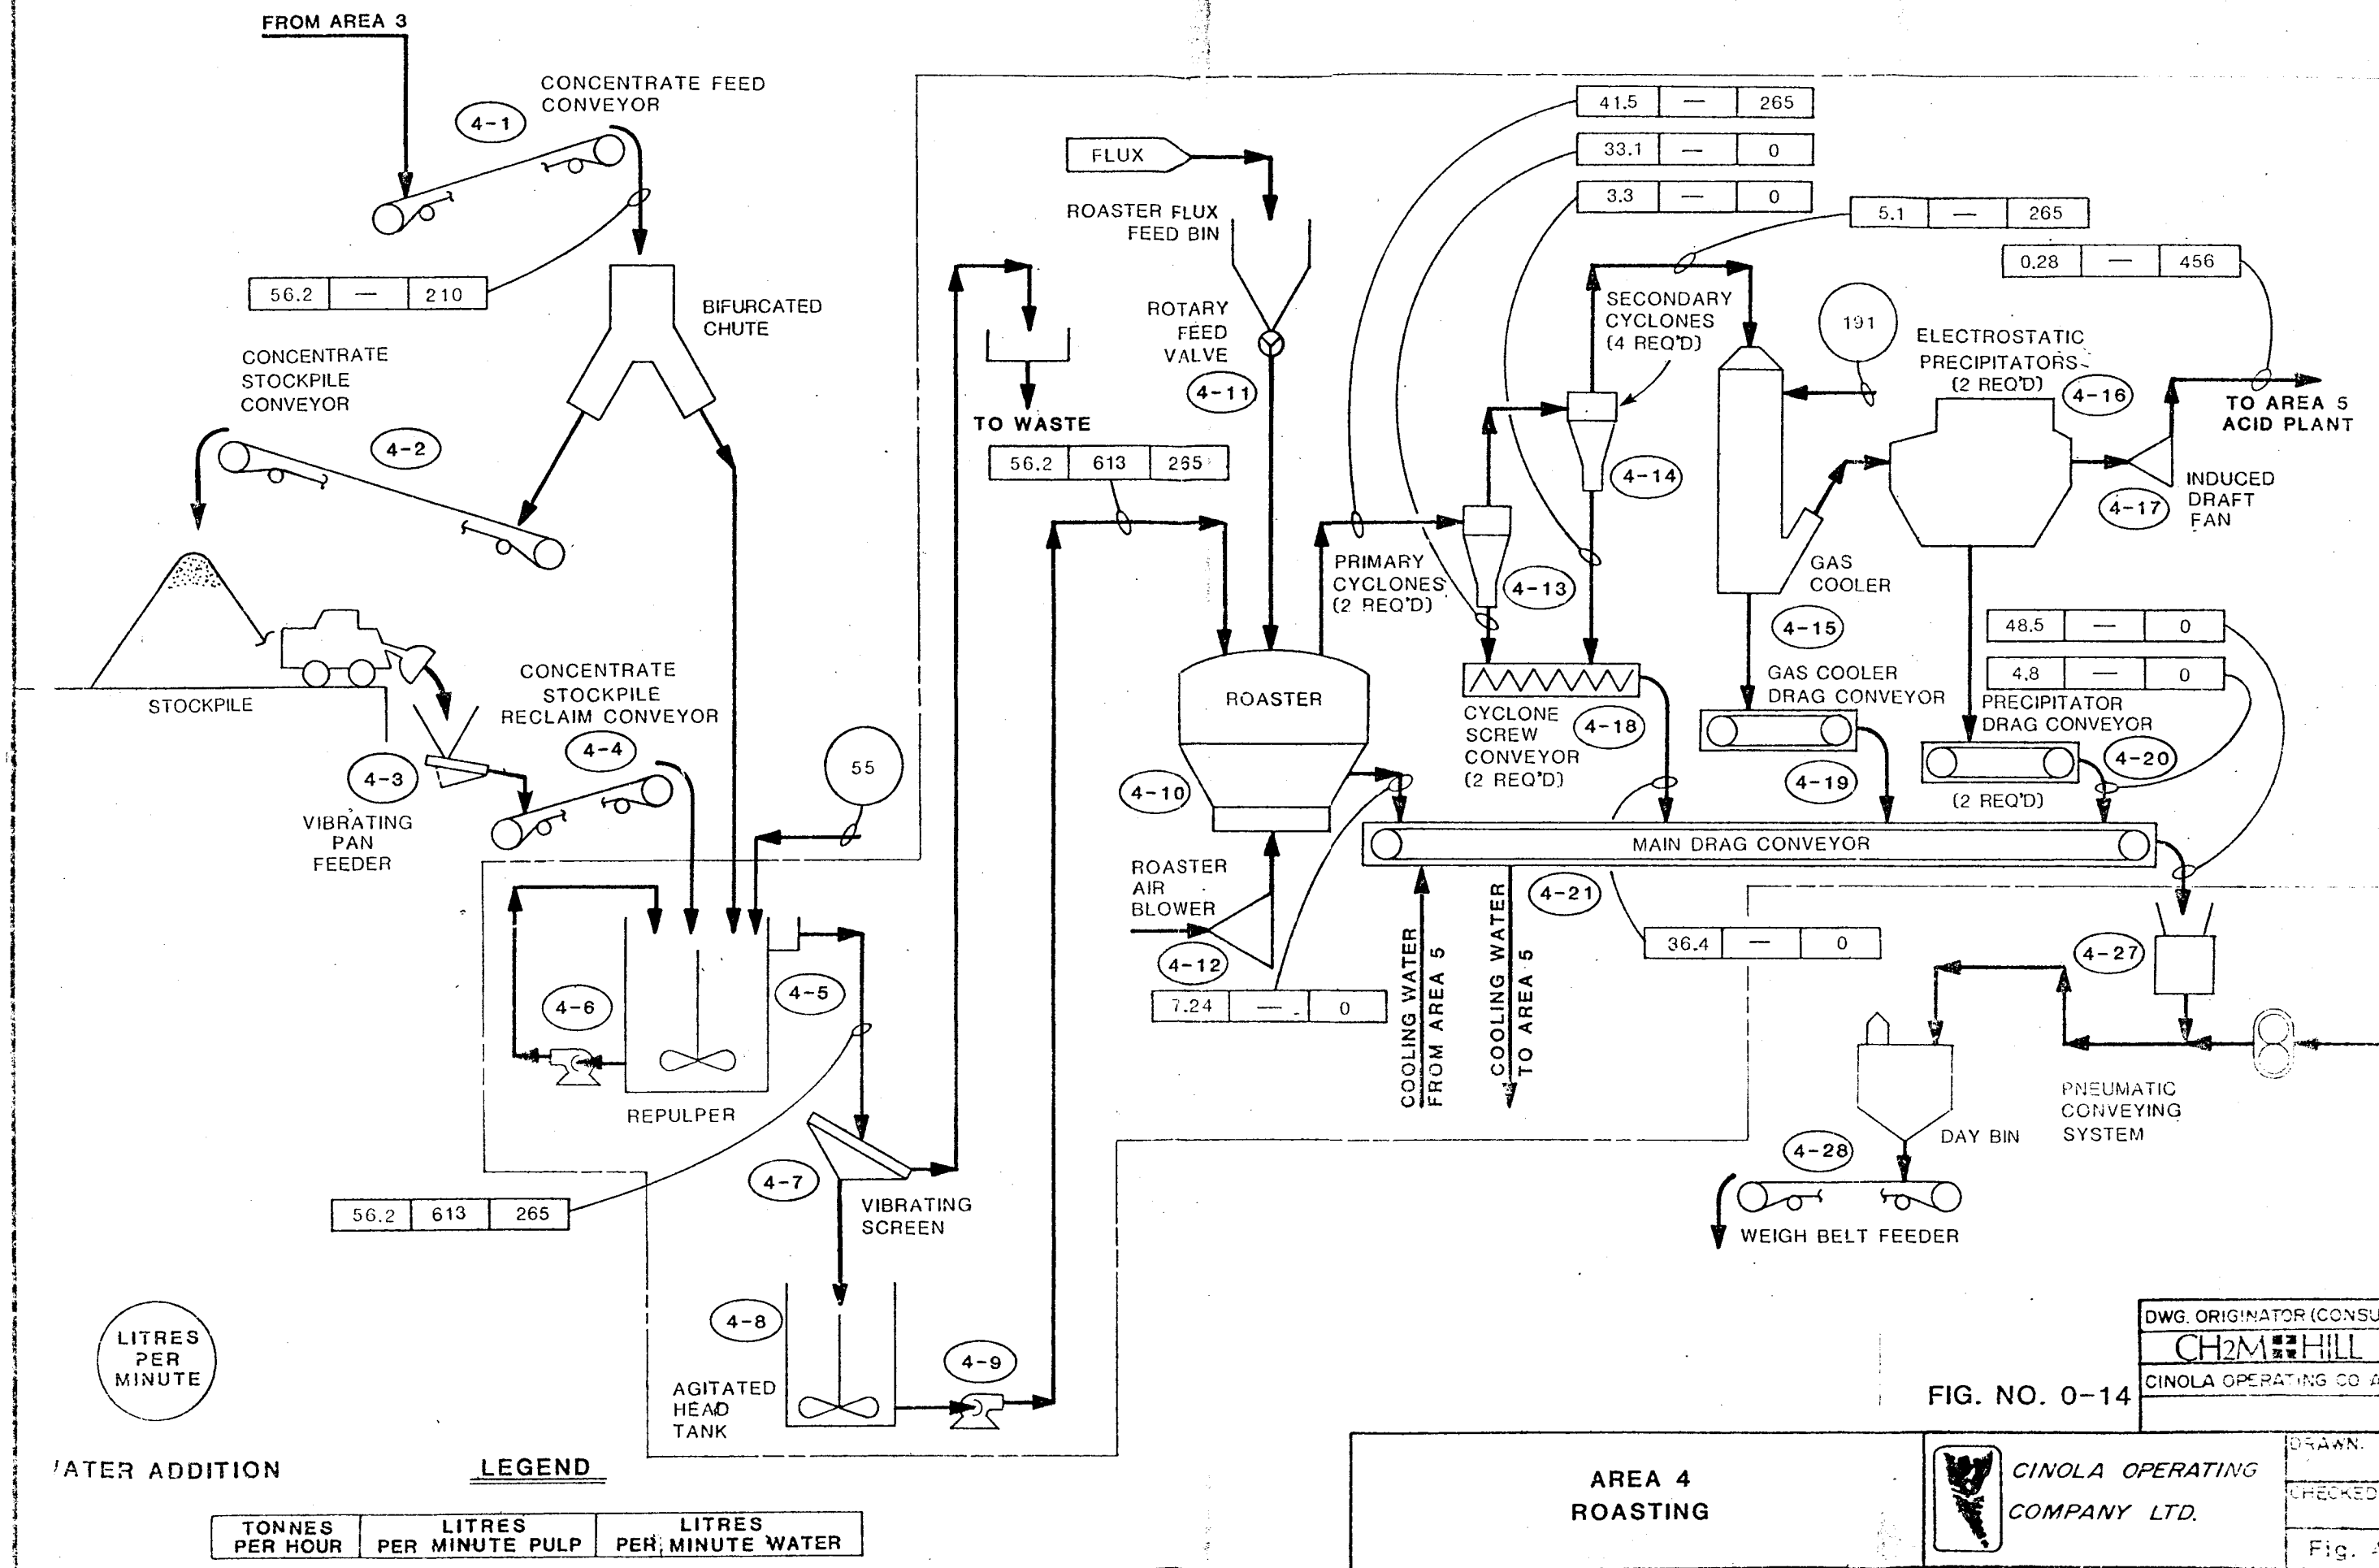 FROM AREA 3
CONCENTRATE FEED
CONVEYOR
4-1
56.2 — 210
BIFURCATED
CHUTE
CONCENTRATE
STOCKPILE
CONVEYOR
4-2
STOCKPILE
4-3
VIBRATING
PAN
FEEDER
CONCENTRATE
STOCKPILE
RECLAIM CONVEYOR
4-4
55
4-5
4-6
REPULPER
4-7
VIBRATING
SCREEN
56.2 613 265
4-8
AGITATED
HEAD
TANK
4-9
TO WASTE
56.2 613 265
FLUX
ROASTER FLUX
FEED BIN
ROTARY
FEED
VALVE
4-11
ROASTER
4-10
ROASTER
AIR
BLOWER
4-12
7.24 — 0
41.5 — 265
33.1 — 0
3.3 — 0
5.1 — 265
0.28 — 456
PRIMARY
CYCLONES
(2 REQ'D)
4-13
SECONDARY
CYCLONES
(4 REQ'D)
4-14
191
GAS
COOLER
4-15
ELECTROSTATIC
PRECIPITATORS
(2 REQ'D)
4-16
4-17
INDUCED
DRAFT
FAN
TO AREA 5
ACID PLANT
CYCLONE
SCREW
CONVEYOR
(2 REQ'D)
4-18
GAS COOLER
DRAG CONVEYOR
4-19
48.5 — 0
4.8 — 0
PRECIPITATOR
DRAG CONVEYOR
4-20
(2 REQ'D)
MAIN DRAG CONVEYOR
4-21
36.4 — 0
COOLING WATER
FROM AREA 5
COOLING WATER
TO AREA 5
4-27
PNEUMATIC
CONVEYING
SYSTEM
DAY BIN
4-28
WEIGH BELT FEEDER
LITRES
PER
MINUTE
ATER ADDITION
LEGEND
TONNES
PER HOUR
LITRES
PER MINUTE PULP
LITRES
PER MINUTE WATER
FIG. NO. 0-14
DWG. ORIGINATOR (CONSU
CH2M HILL
CINOLA OPERATING CO
AREA 4
ROASTING
CINOLA OPERATING
COMPANY LTD.
DRAWN.
CHECKED
Fig.